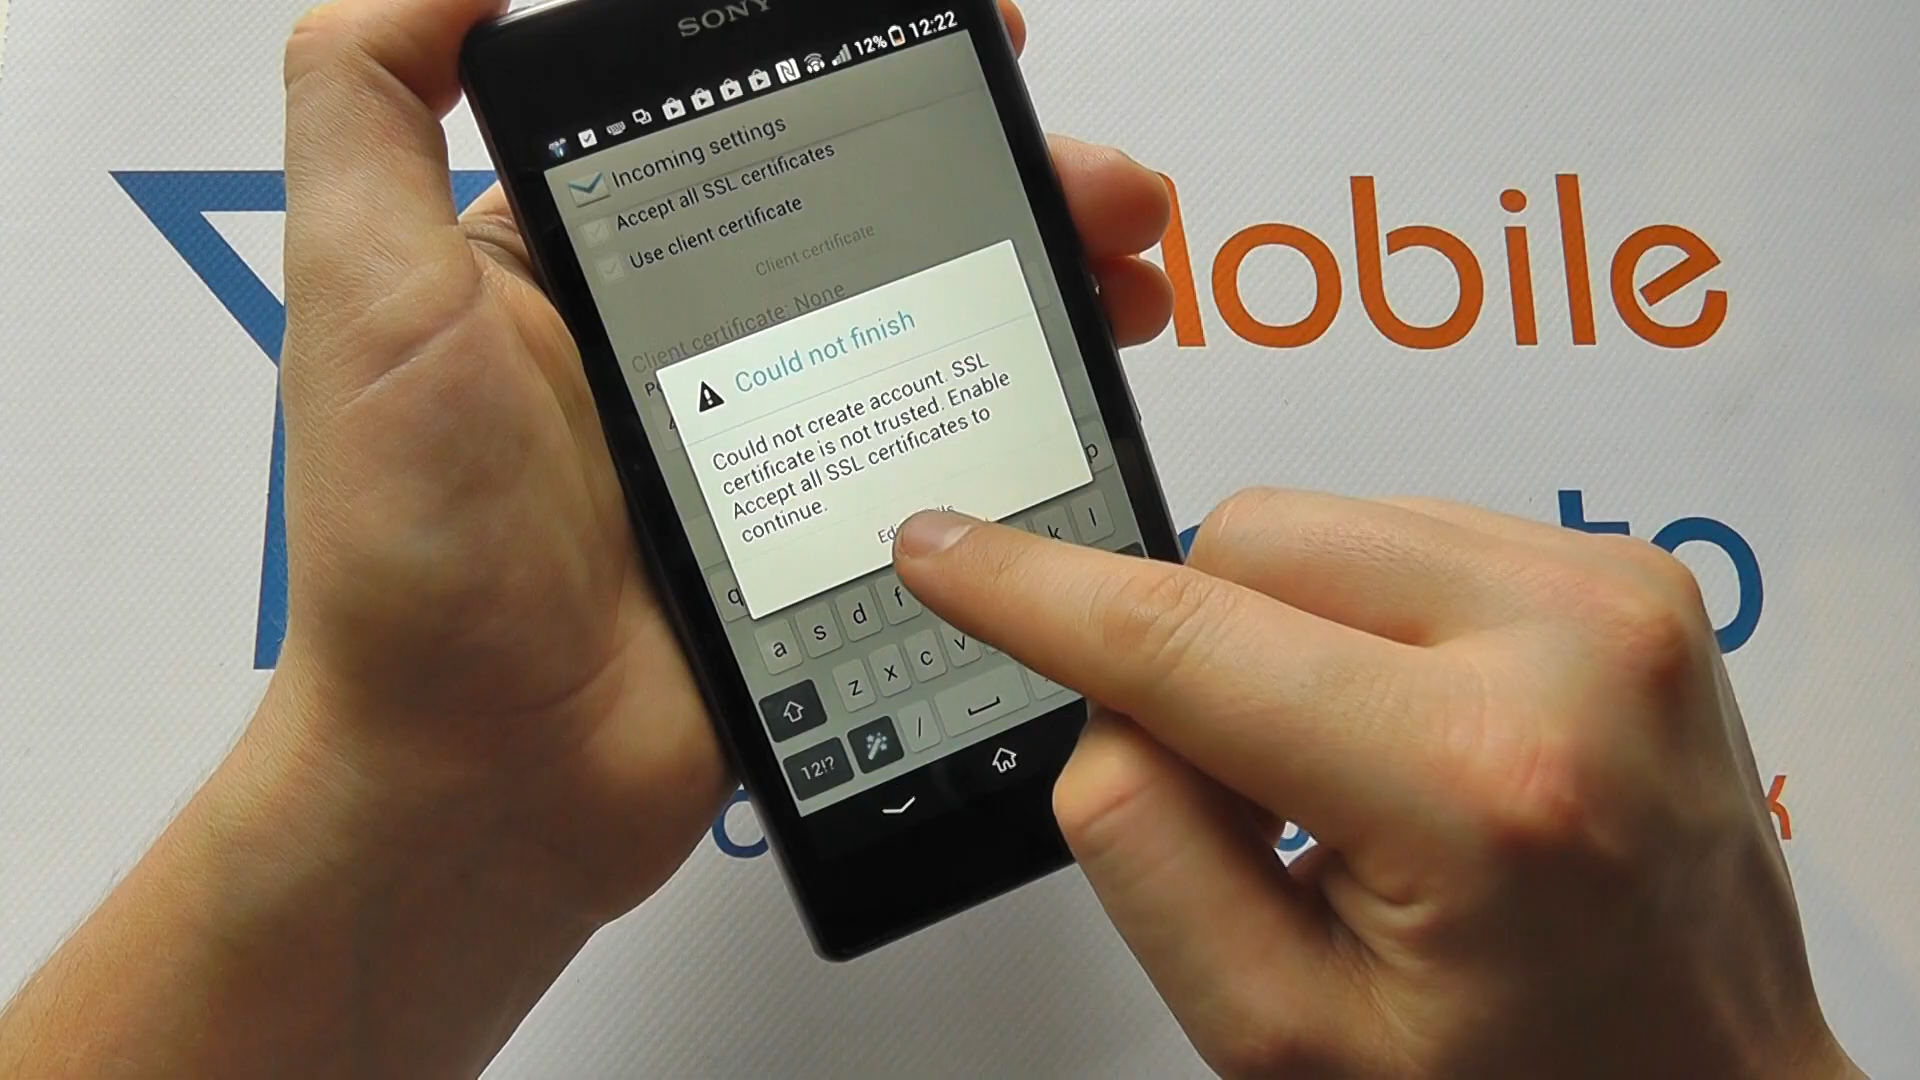 SONY
12% 12:22
Incoming settings
Accept all SSL certificates
Use client certificate
Client certificate
Client certificate: None
Could not finish
Could not create account. SSL
certificate is not trusted. Enable
Accept all SSL certificates to
continue.
p
q
a s d f k l
z x c v
12!? /
Mobile